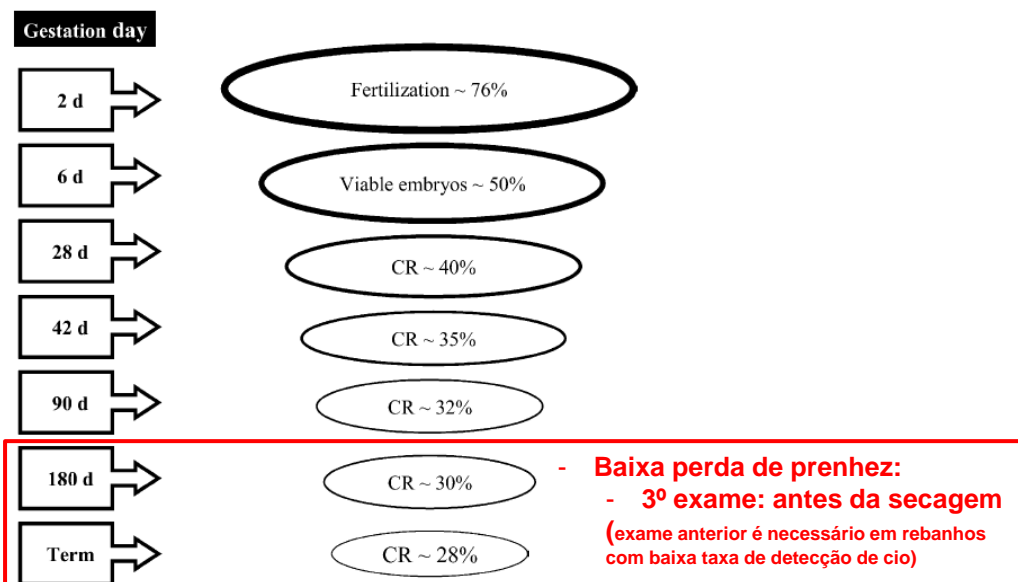 Gestation day
2 d
Fertilization ~ 76%
6 d
Viable embryos ~ 50%
28 d
CR ~ 40%
42 d
CR ~ 35%
90 d
CR ~ 32%
180 d
CR ~ 30%
Term
CR ~ 28%
- Baixa perda de prenhez:
- 3º exame: antes da secagem
(exame anterior é necessário em rebanhos
com baixa taxa de detecção de cio)